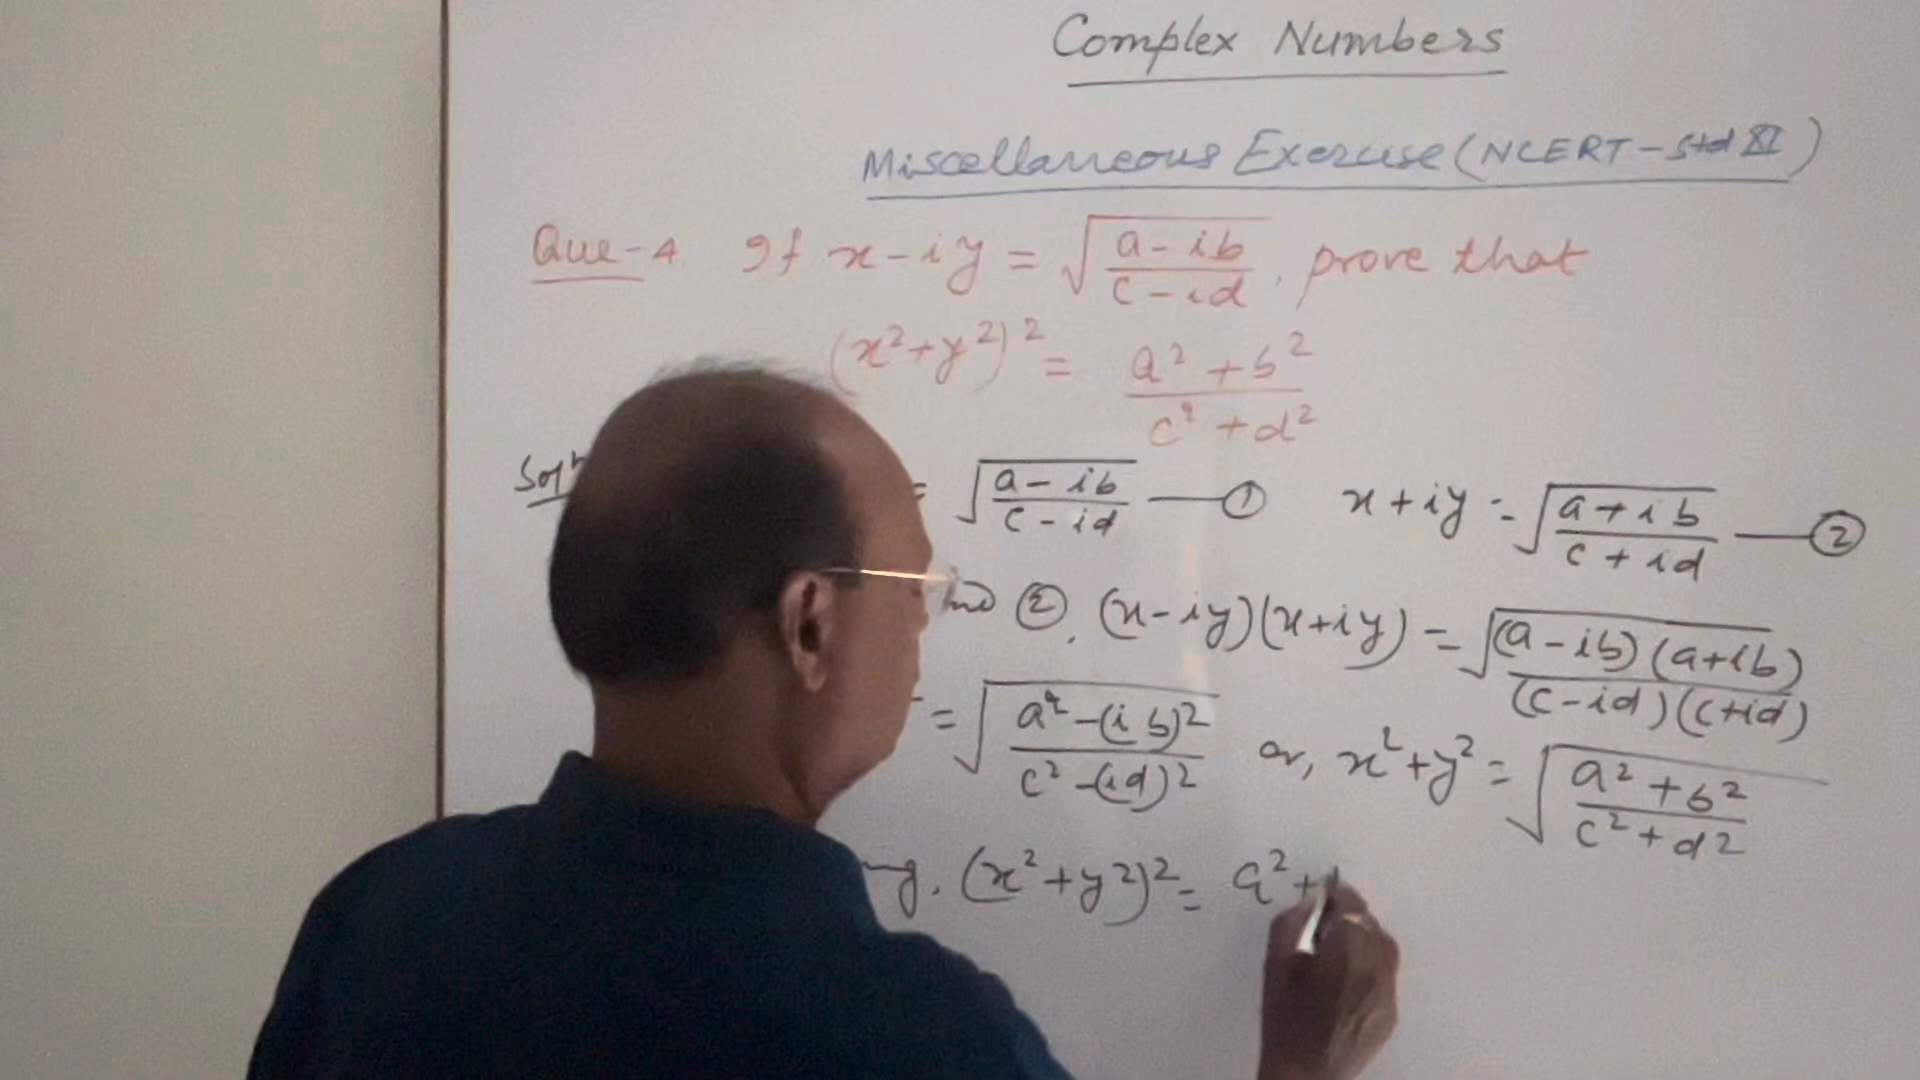 Complex Numbers
Miscellaneous Exercise (NCERT - Std XI)
Que-4. If x - iy = √((a - ib)/(c - id)), prove that
(x² + y²)² = (a² + b²)/(c² + d²)
Solⁿ = √((a - ib)/(c - id)) — ① x + iy = √((a + ib)/(c + id)) — ②
②, (x - iy)(x + iy) = √((a - ib)(a + ib)/(c - id)(c + id))
= √((a² - (ib)²)/(c² - (id)²)) or, x² + y² = √((a² + b²)/(c² + d²))
(x² + y²)² = a² +